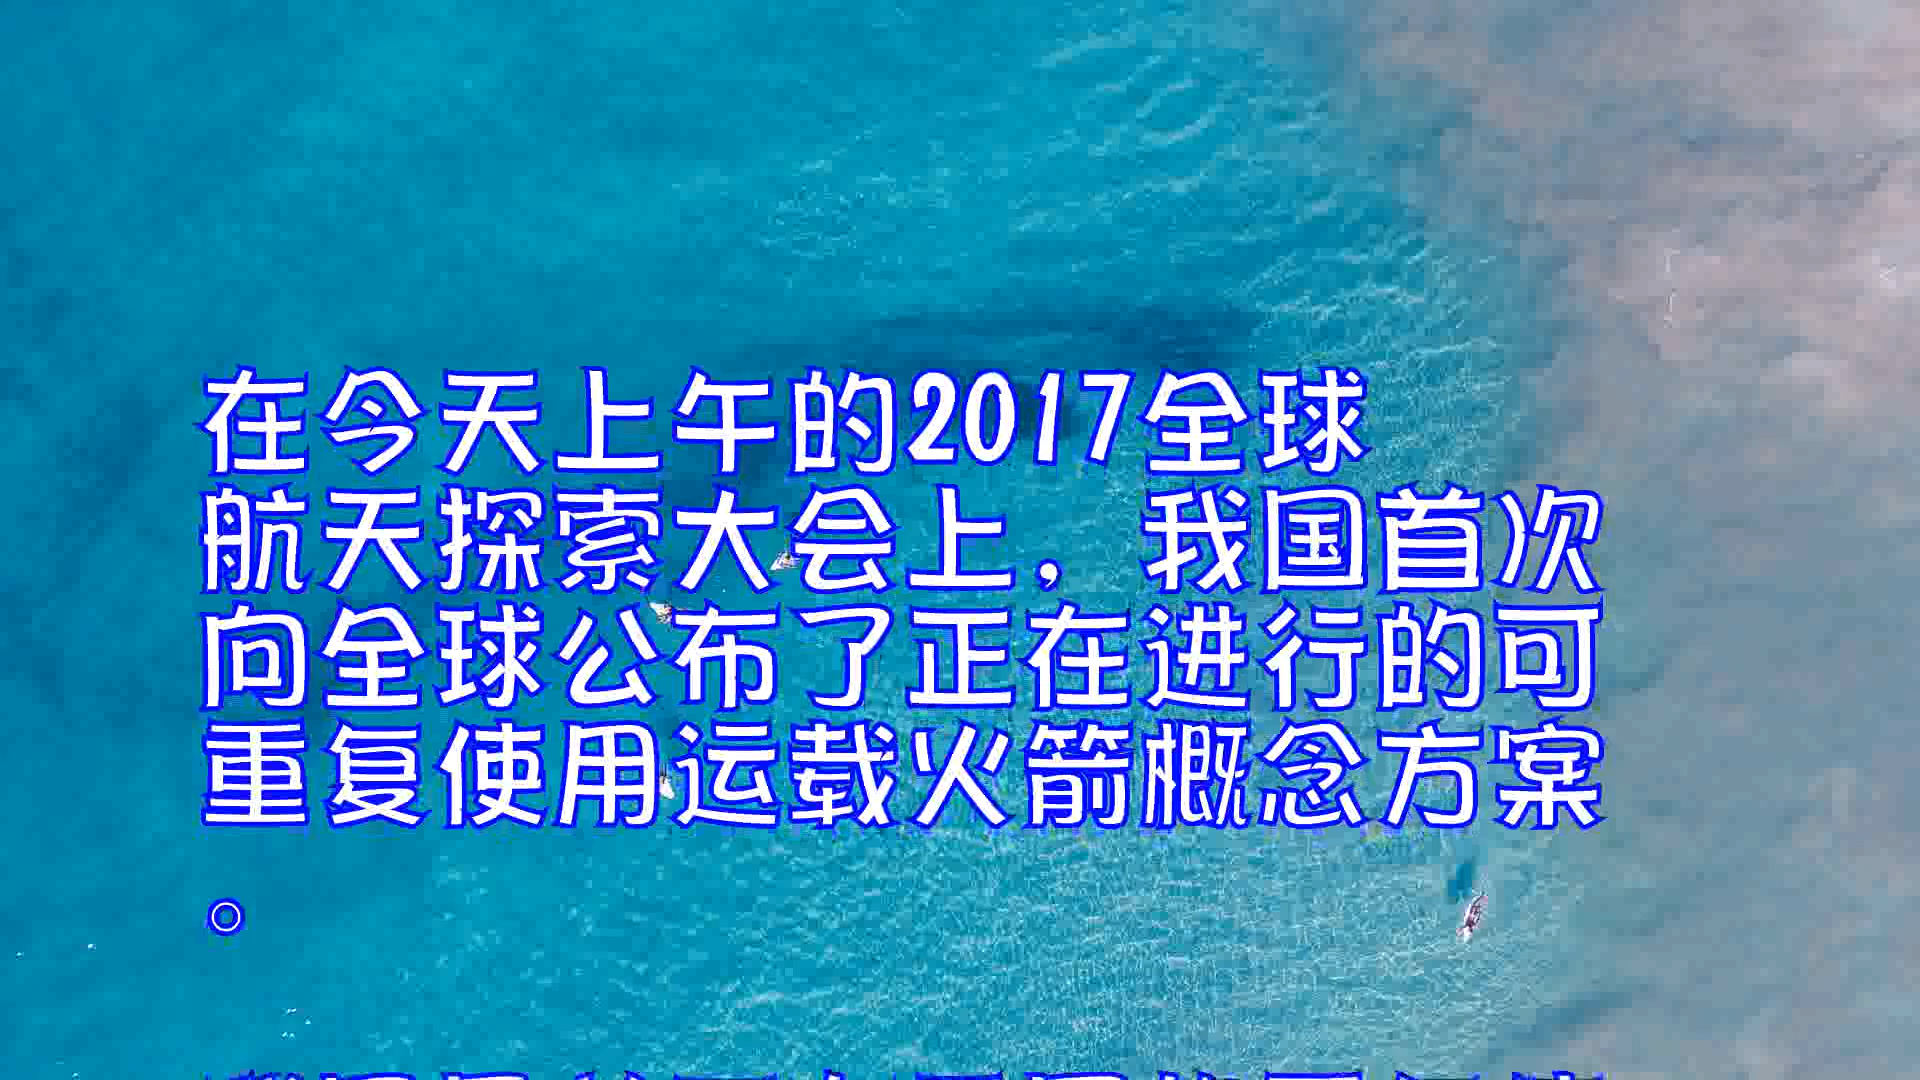 在今天上午的2017全球
航天探索大会上，我国首次
向全球公布了正在进行的可
重复使用运载火箭概念方案
。